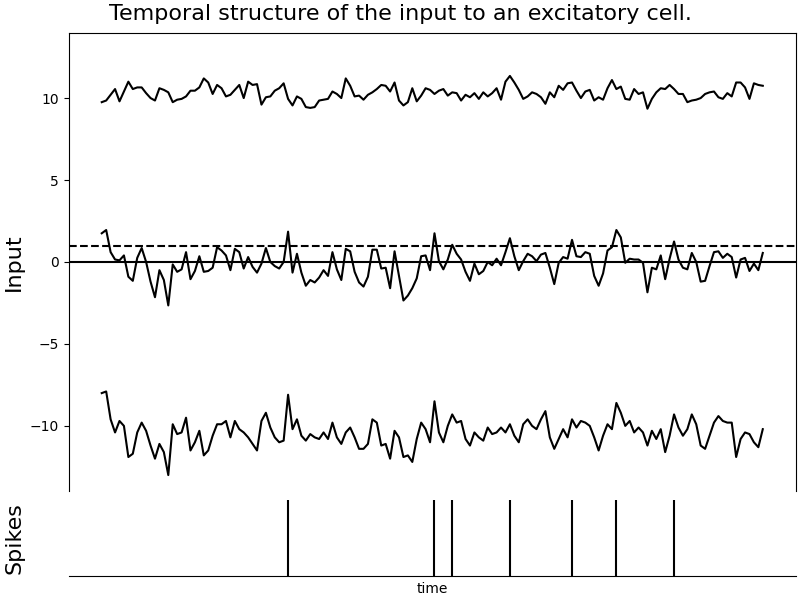 Temporal structure of the input to an excitatory cell.
10
5
0
−5
−10
Input
Spikes
time